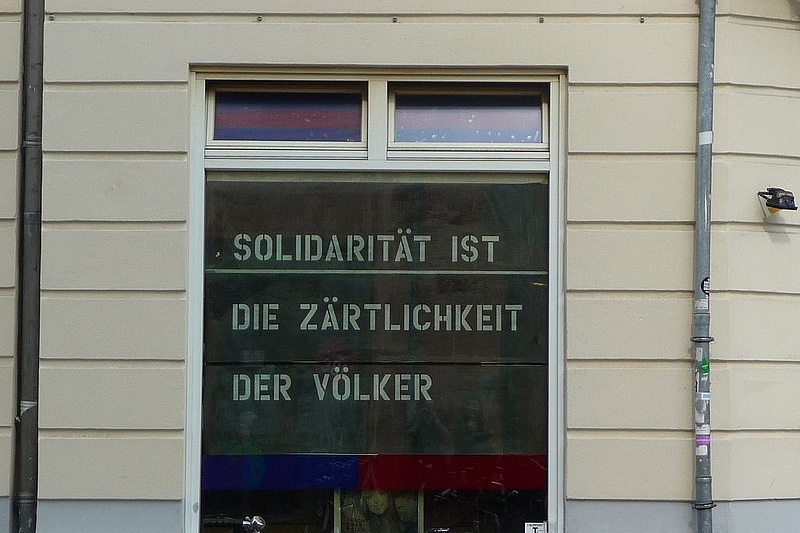 SOLIDARITÄT IST
DIE ZÄRTLICHKEIT
DER VÖLKER